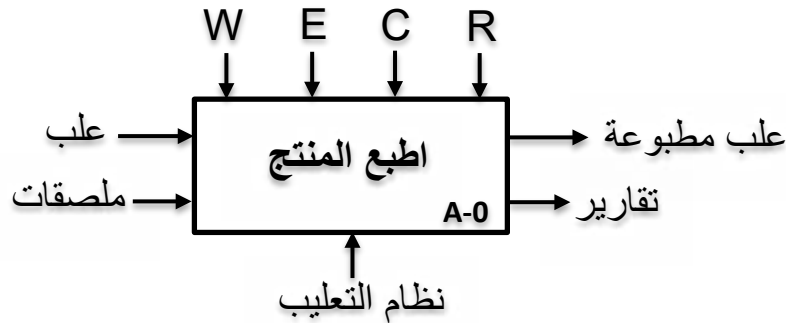 W E C R
علب
علب مطبوعة
اطبع المنتج
ملصقات
تقارير
A-0
نظام التعليب